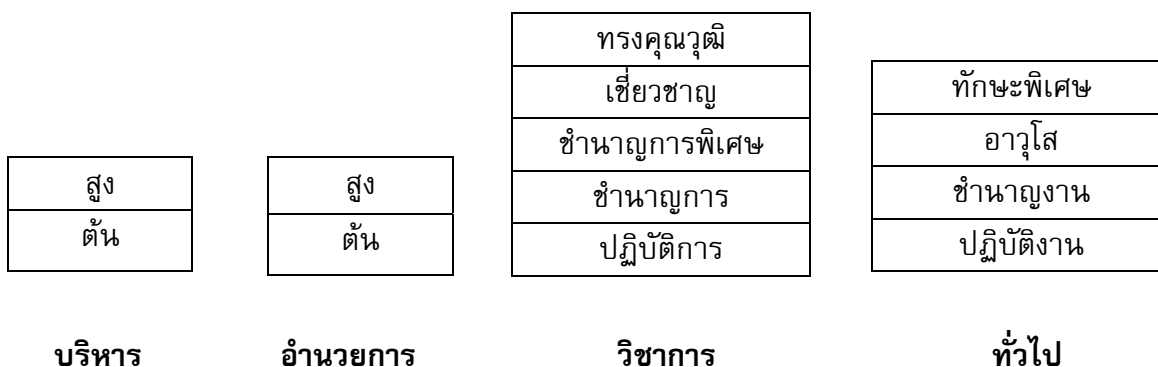 สูง
ต้น
บริหาร
สูง
ต้น
อำนวยการ
ทรงคุณวุฒิ
เชี่ยวชาญ
ชำนาญการพิเศษ
ชำนาญการ
ปฏิบัติการ
วิชาการ
ทักษะพิเศษ
อาวุโส
ชำนาญงาน
ปฏิบัติงาน
ทั่วไป